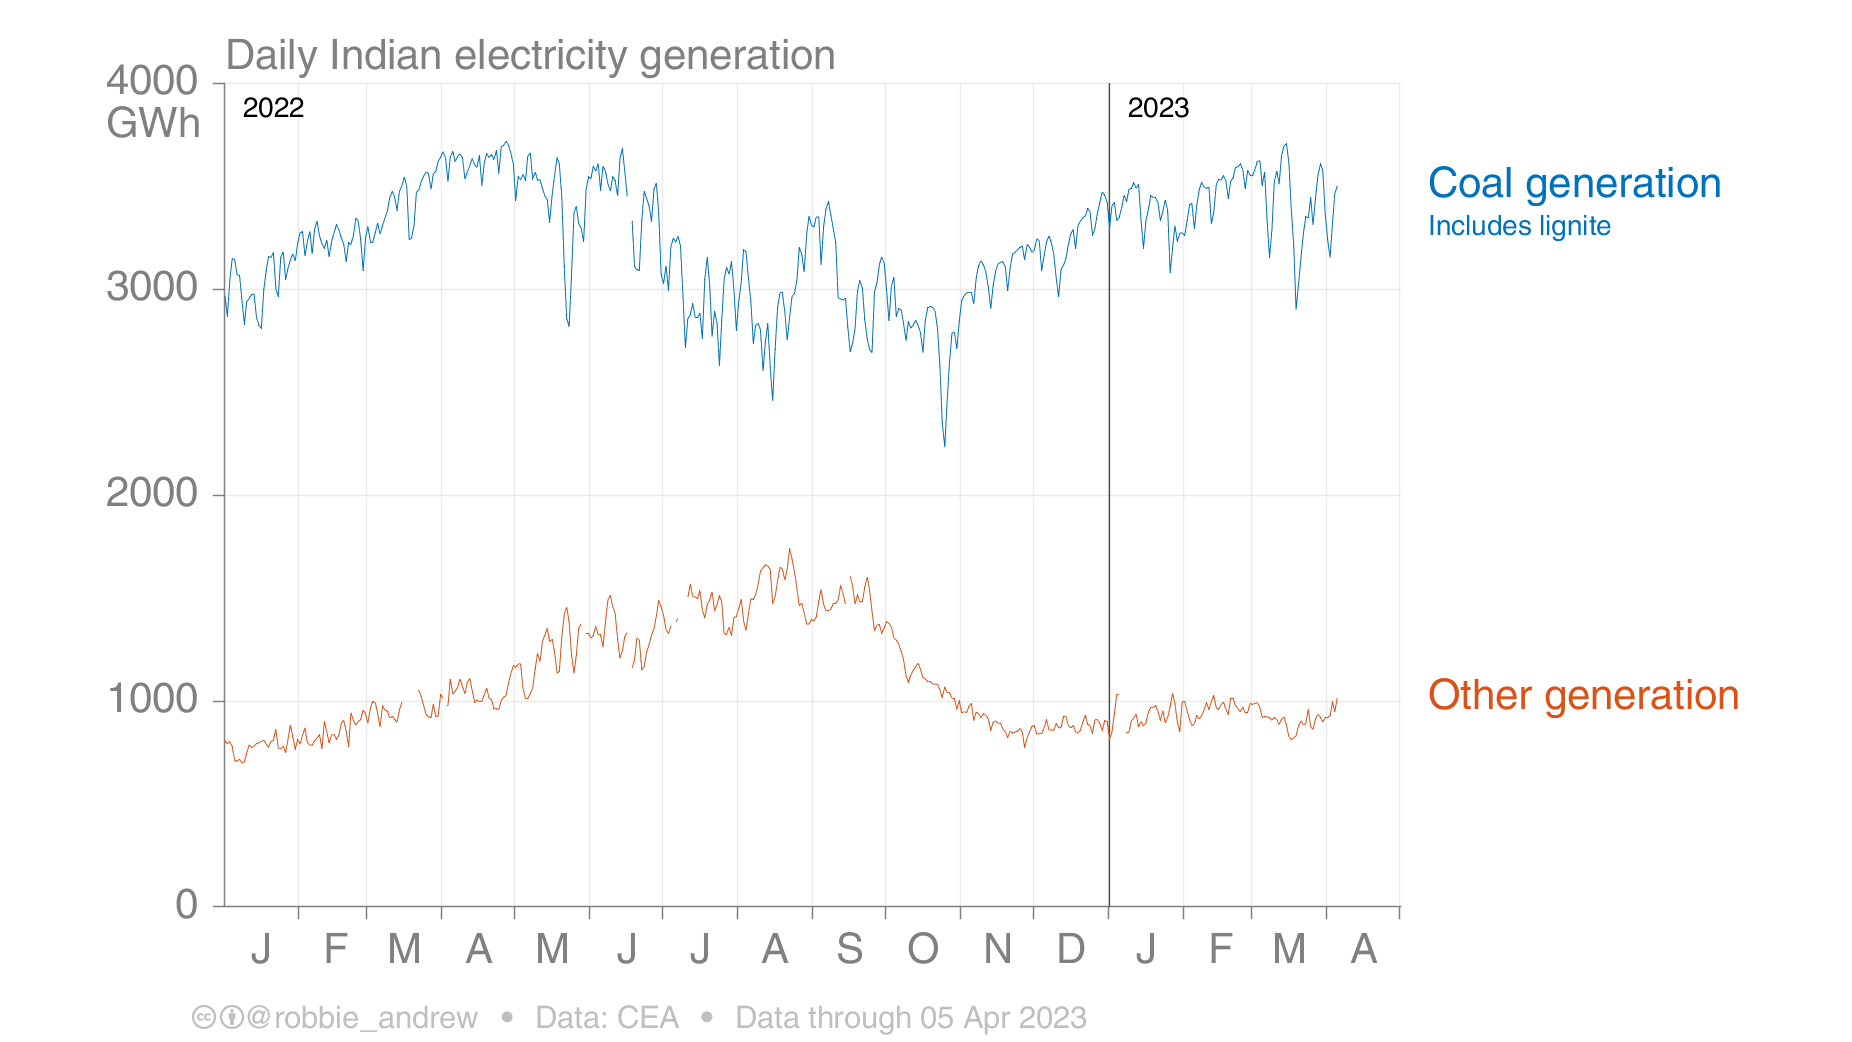 Daily Indian electricity generation
4000
GWh
2022
2023
Coal generation
Includes lignite
3000
2000
Other generation
1000
0
J F M A M J J A S O N D J F M A
@robbie_andrew • Data: CEA • Data through 05 Apr 2023